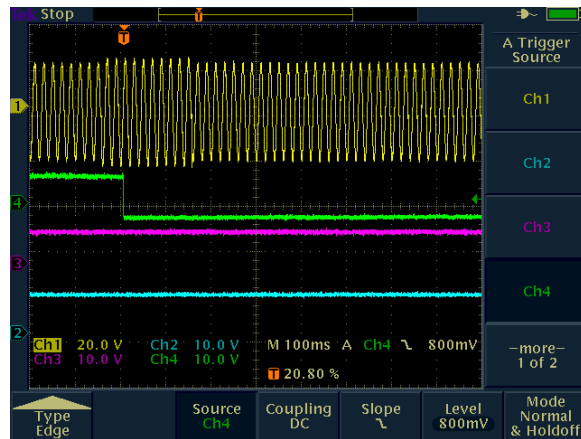 Tek Stop
T
T
A Trigger
Source
Ch1
Ch2
Ch3
Ch4
-more-
1 of 2
1
4
3
2
Ch1 20.0 V Ch2 10.0 V M 100ms A Ch4 800mV
Ch3 10.0 V Ch4 10.0 V
T 20.80 %
Type
Edge
Source
Ch4
Coupling
DC
Slope
Level
800mV
Mode
Normal
& Holdoff